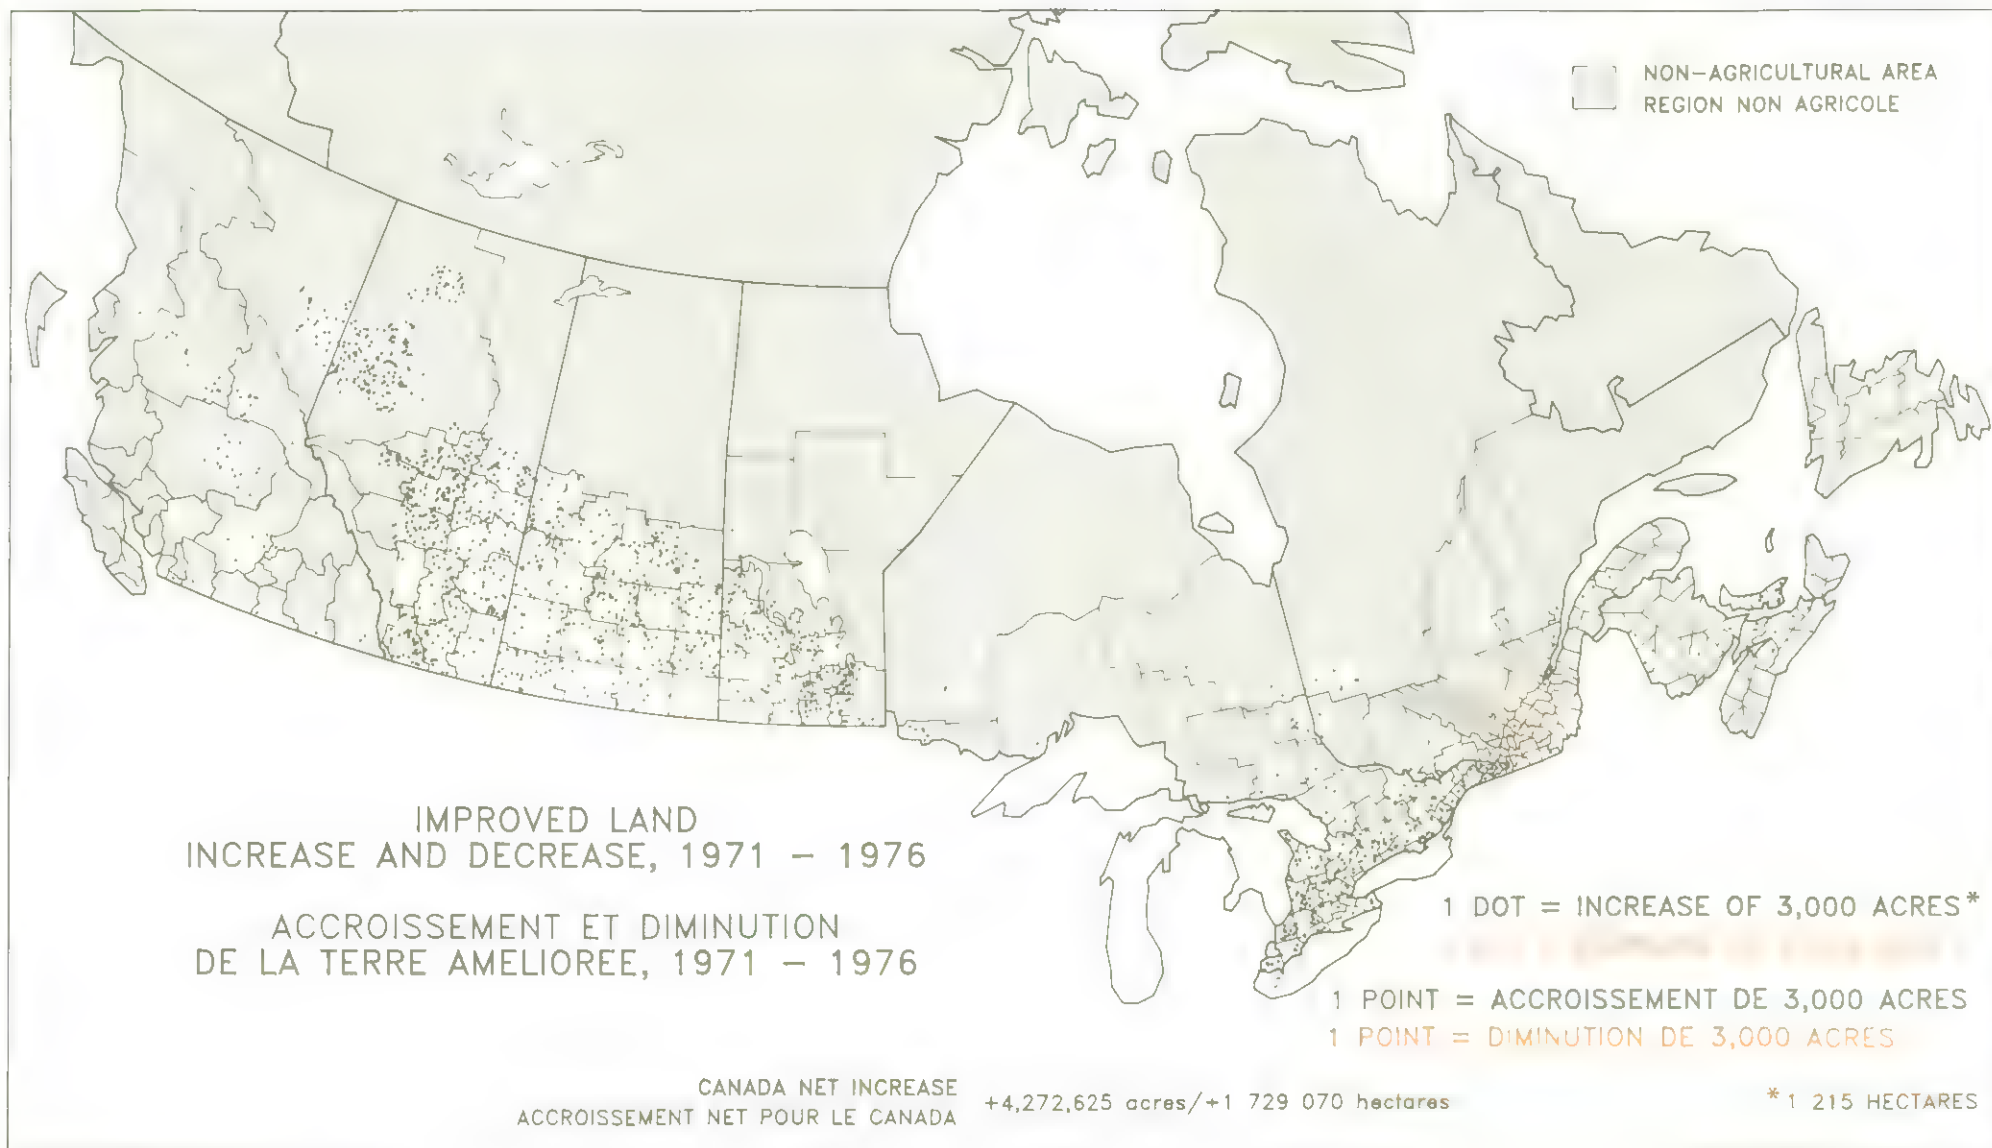 NON-AGRICULTURAL AREA
REGION NON AGRICOLE
IMPROVED LAND
INCREASE AND DECREASE, 1971 - 1976
ACCROISSEMENT ET DIMINUTION
DE LA TERRE AMELIOREE, 1971 - 1976
1 DOT = INCREASE OF 3,000 ACRES*
1 POINT = ACCROISSEMENT DE 3,000 ACRES
1 POINT = DIMINUTION DE 3,000 ACRES
CANADA NET INCREASE
ACCROISSEMENT NET POUR LE CANADA
+4,272,625 acres/+1 729 070 hectares
* 1 215 HECTARES